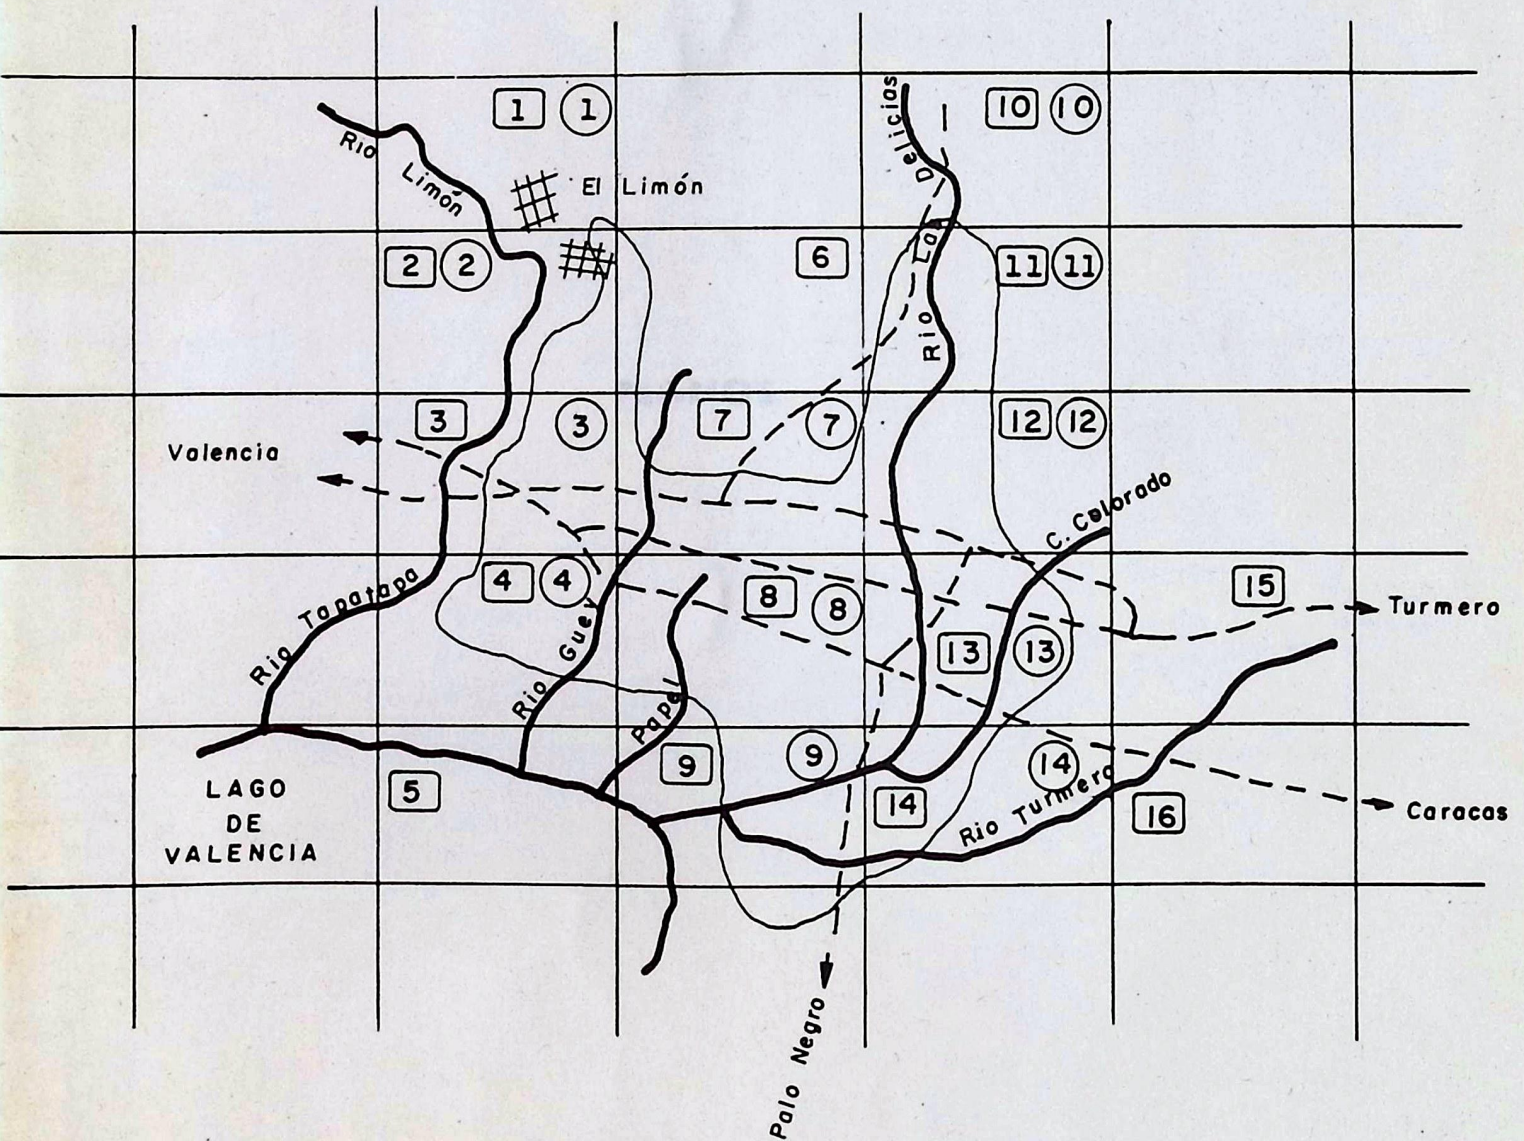 1 1 10 10
Rio Limón
El Limón
Rio Las Delicias
2 2 6 11 11
3 3 7 7 12 12
Valencia
C. Colorado
4 4 8 8 15
Turmero
Rio Tapatapa
Rio Guey
13 13
Papel
9 9 14
5 14 16
LAGO
DE
VALENCIA
Rio Turmero
Caracas
Palo Negro